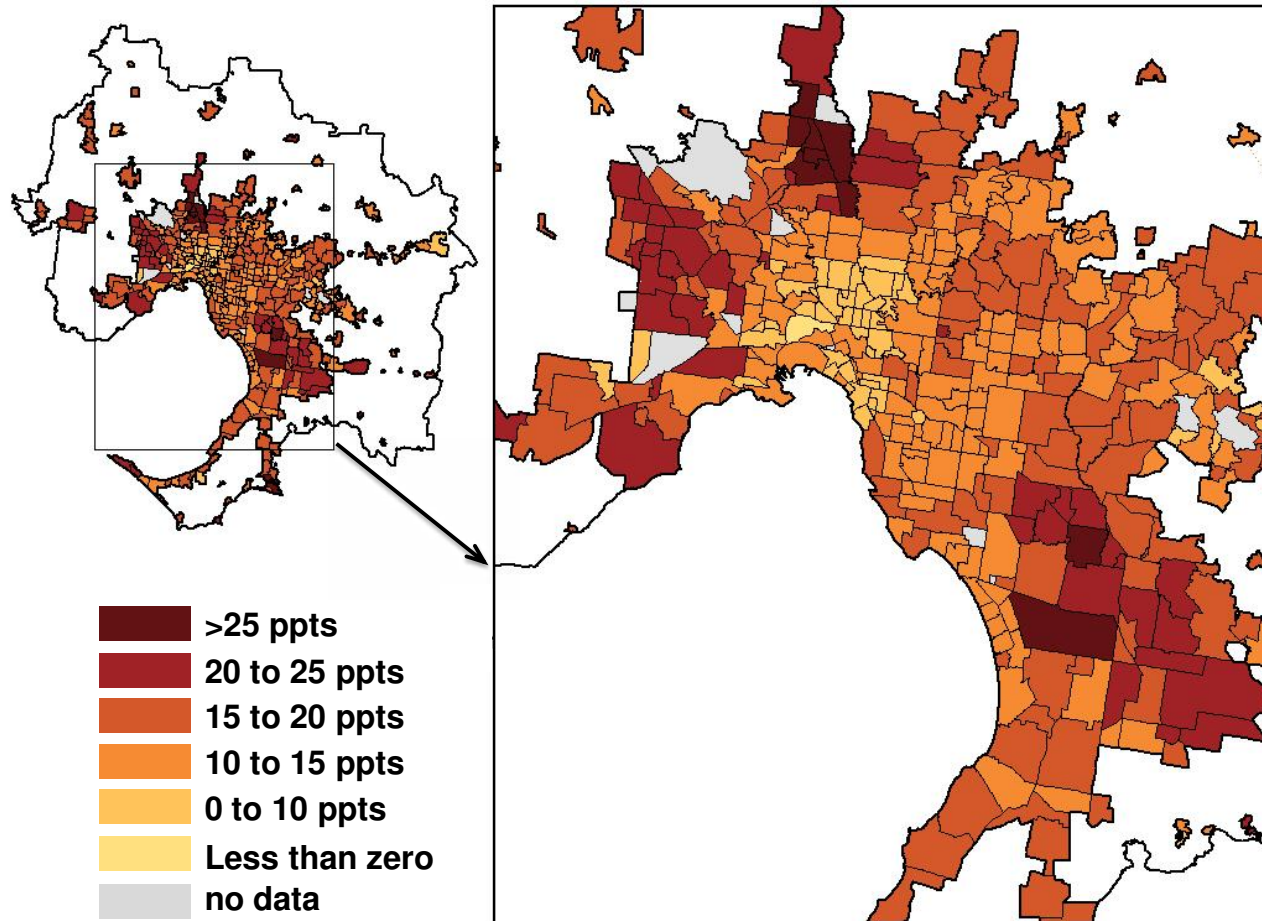 >25 ppts
20 to 25 ppts
15 to 20 ppts
10 to 15 ppts
0 to 10 ppts
Less than zero
no data